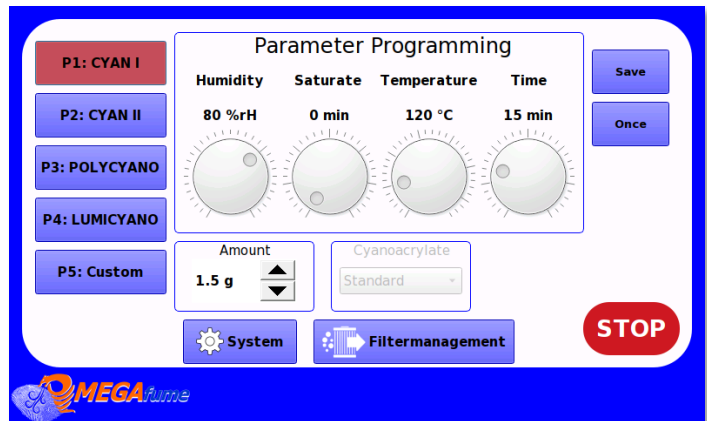 Parameter Programming
P1: CYAN I
P2: CYAN II
P3: POLYCYANO
P4: LUMICYANO
P5: Custom
Humidity Saturate Temperature Time
80 %rH 0 min 120 °C 15 min
Save
Once
Amount
1.5 g
Cyanoacrylate
Standard
System
Filtermanagement
STOP
OMEGAfume